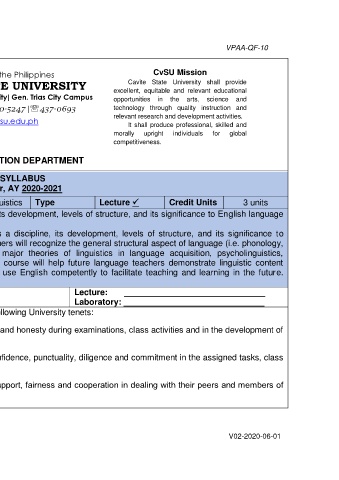 VPAA-QF-10
the Philippines
E UNIVERSITY
ity) Gen. Trias City Campus
0-5247 |☏437-0693
su.edu.ph
CvSU Mission
Cavite State University shall provide
excellent, equitable and relevant educational
opportunities in the arts, science and
technology through quality instruction and
relevant research and development activities.
It shall produce professional, skilled and
morally upright individuals for global
competitiveness.
TION DEPARTMENT
SYLLABUS
r, AY 2020-2021
uistics Type Lecture ✓ Credit Units 3 units
ts development, levels of structure, and its significance to English language
s a discipline, its development, levels of structure, and its significance to
ners will recognize the general structural aspect of language (i.e. phonology,
major theories of linguistics in language acquisition, psycholinguistics,
course will help future language teachers demonstrate linguistic content
use English competently to facilitate teaching and learning in the future.
Lecture:
Laboratory:
llowing University tenets:
and honesty during examinations, class activities and in the development of
nfidence, punctuality, diligence and commitment in the assigned tasks, class
upport, fairness and cooperation in dealing with their peers and members of
V02-2020-06-01